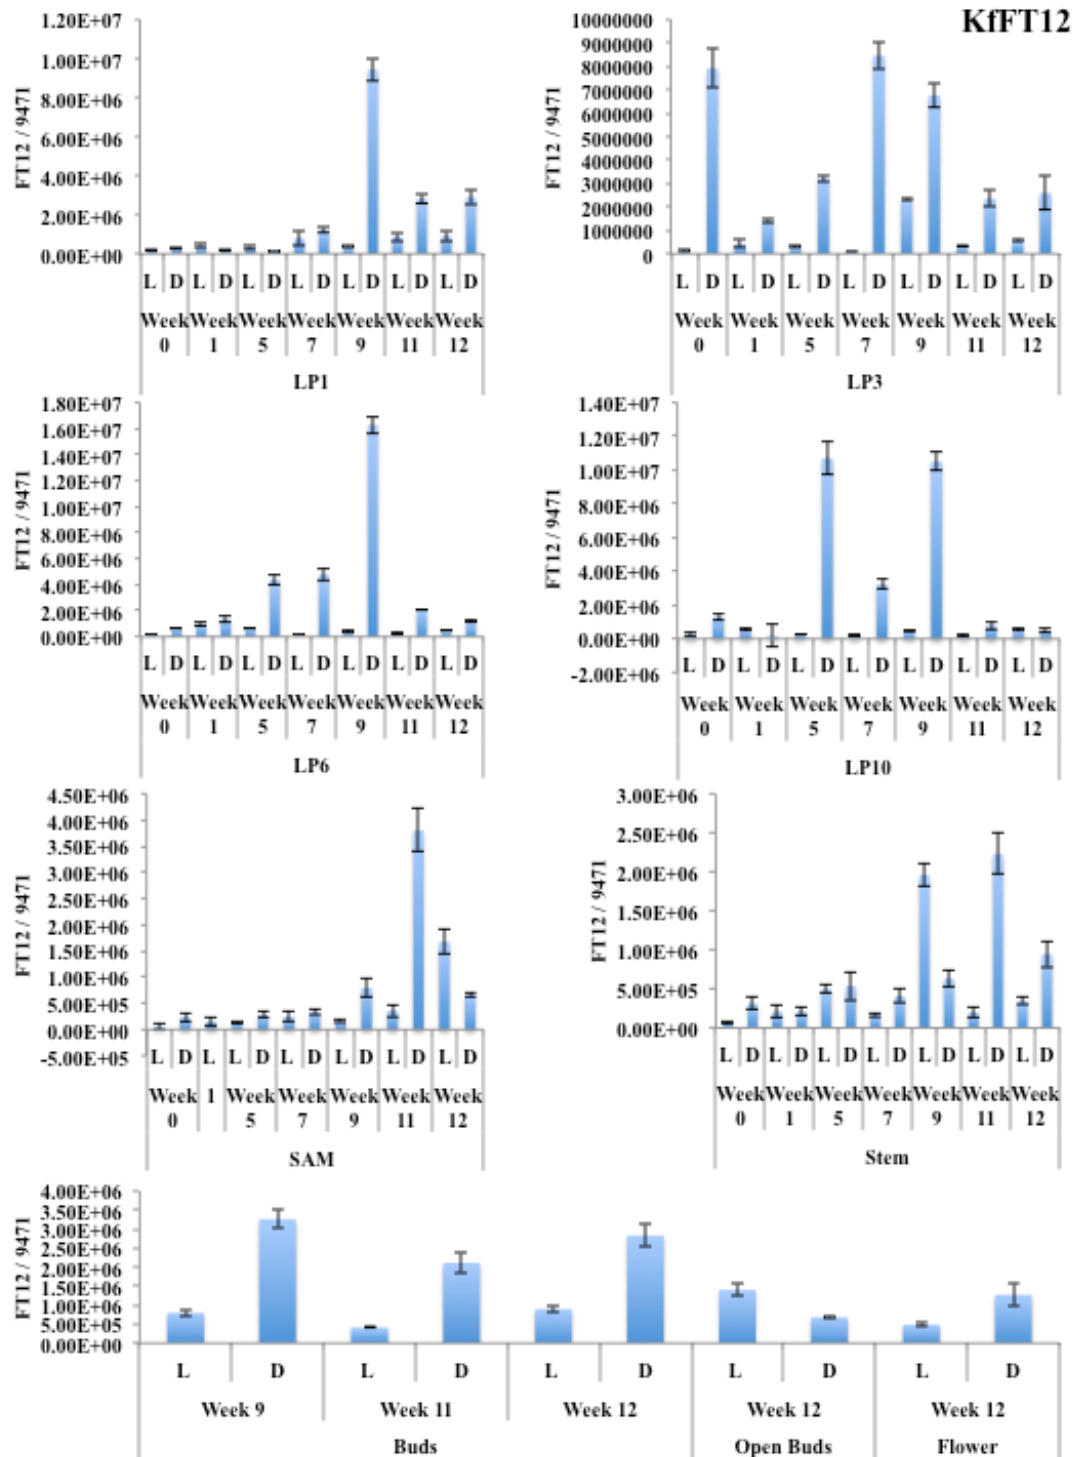 KfFT12
1.20E+07
1.00E+07
8.00E+06
6.00E+06
4.00E+06
2.00E+06
0.00E+00
FT12 / 9471
L D L D L D L D L D L D L D
Week Week Week Week Week Week Week
0 1 5 7 9 11 12
LP1
10000000
9000000
8000000
7000000
6000000
5000000
4000000
3000000
2000000
1000000
0
FT12 / 9471
L D L D L D L D L D L D L D
Week Week Week Week Week Week Week
0 1 5 7 9 11 12
LP3
1.80E+07
1.60E+07
1.40E+07
1.20E+07
1.00E+07
8.00E+06
6.00E+06
4.00E+06
2.00E+06
0.00E+00
FT12 / 9471
L D L D L D L D L D L D L D
Week Week Week Week Week Week Week
0 1 5 7 9 11 12
LP6
1.40E+07
1.20E+07
1.00E+07
8.00E+06
6.00E+06
4.00E+06
2.00E+06
0.00E+00
-2.00E+06
FT12 / 9471
L D L D L D L D L D L D L D
Week Week Week Week Week Week Week
0 1 5 7 9 11 12
LP10
4.50E+06
4.00E+06
3.50E+06
3.00E+06
2.50E+06
2.00E+06
1.50E+06
1.00E+06
5.00E+05
0.00E+00
-5.00E+05
FT12 / 9471
L D L L D L D L D L D L D
Week 1 Week Week Week Week Week
0 5 7 9 11 12
SAM
3.00E+06
2.50E+06
2.00E+06
1.50E+06
1.00E+06
5.00E+05
0.00E+00
FT12 / 9471
L D L D L D L D L D L D L D
Week Week Week Week Week Week Week
0 1 5 7 9 11 12
Stem
4.00E+06
3.50E+06
3.00E+06
2.50E+06
2.00E+06
1.50E+06
1.00E+06
5.00E+05
0.00E+00
FT12 / 9471
L D L D L D L D L D
Week 9 Week 11 Week 12 Week 12 Week 12
Buds Open Buds Flower